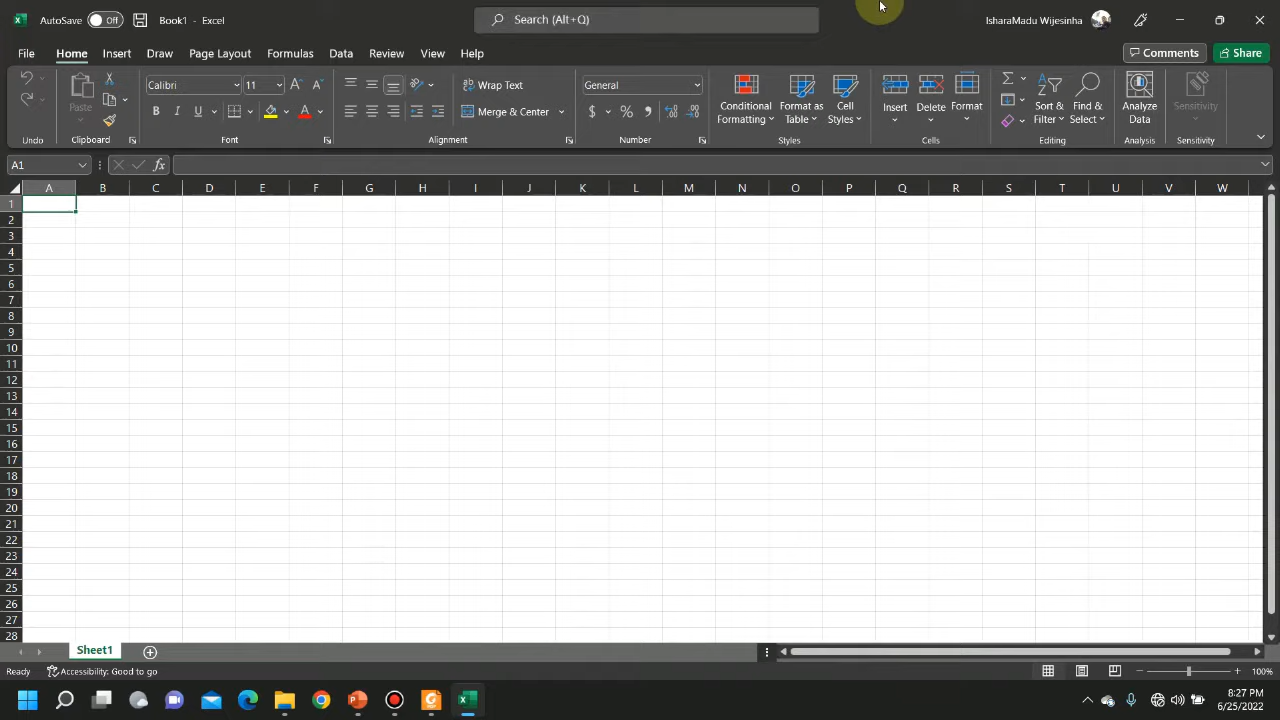 AutoSave Off Book1 - Excel Search (Alt+Q) IsharaMadu Wijesinha
File Home Insert Draw Page Layout Formulas Data Review View Help Comments Share
Paste
Calibri 11
B I U A
Wrap Text
Merge & Center
General
$ % ,
Conditional Formatting
Format as Table
Cell Styles
Insert
Delete
Format
Sort & Filter
Find & Select
Analyze Data
Sensitivity
Undo Clipboard Font Alignment Number Styles Cells Editing Analysis Sensitivity
A1 fx
A B C D E F G H I J K L M N O P Q R S T U V W
1
2
3
4
5
6
7
8
9
10
11
12
13
14
15
16
17
18
19
20
21
22
23
24
25
26
27
28
Sheet1
Ready Accessibility: Good to go 100%
8:27 PM
6/25/2022